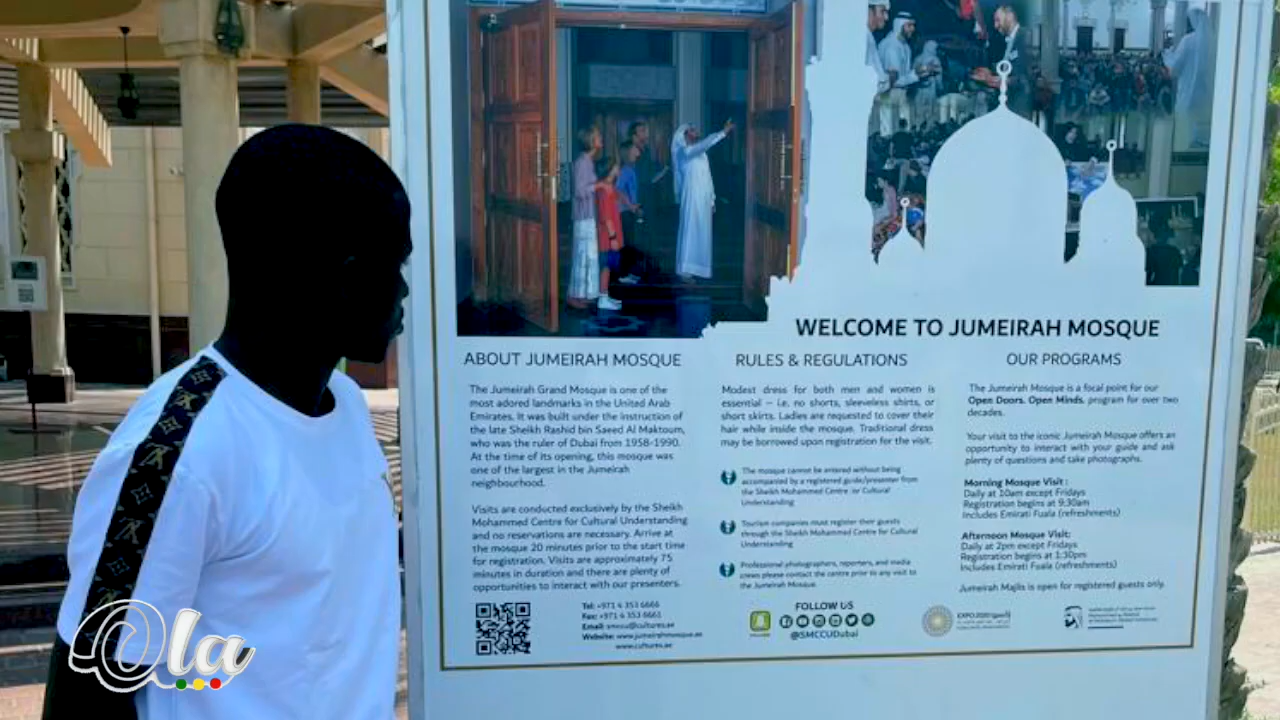 WELCOME TO JUMEIRAH MOSQUE
ABOUT JUMEIRAH MOSQUE
The Jumeirah Grand Mosque is one of the
most adored landmarks in the United Arab
Emirates. It was built under the instruction of
the late Sheikh Rashid bin Saeed Al Maktoum,
who was the ruler of Dubai from 1958-1990.
At the time of its opening, this mosque was
one of the largest in the Jumeirah
neighbourhood.
Visits are conducted exclusively by the Sheikh
Mohammed Centre for Cultural Understanding
and no reservations are necessary. Arrive at
the mosque 20 minutes prior to the start time
for registration. Visits are approximately 75
minutes in duration and there are plenty of
opportunities to interact with our presenters.
Tel: +971 4 353 6666
Fax: +971 4 353 6661
Email: smccu@cultures.ae
Website: www.jumeirahmosque.ae
www.cultures.ae
RULES & REGULATIONS
Modest dress for both men and women is
essential – i.e. no shorts, sleeveless shirts, or
short skirts. Ladies are requested to cover their
hair while inside the mosque. Traditional dress
may be borrowed upon registration for the visit.
The mosque cannot be entered without being
accompanied by a registered guide/presenter from
the Sheikh Mohammed Centre for Cultural
Understanding
Tourism companies must register their guests
through the Sheikh Mohammed Centre for Cultural
Understanding
Professional photographers, reporters, and media
crews please contact the centre prior to any visit to
the Jumeirah Mosque.
FOLLOW US
@SMCCUDubai
OUR PROGRAMS
The Jumeirah Mosque is a focal point for our
Open Doors. Open Minds. program for over two
decades.
Your visit to the iconic Jumeirah Mosque offers an
opportunity to interact with your guide and ask
plenty of questions and take photographs.
Morning Mosque Visit :
Daily at 10am except Fridays
Registration begins at 9:30am
Includes Emirati Fuala (refreshments)
Afternoon Mosque Visit:
Daily at 2pm except Fridays
Registration begins at 1:30pm
Includes Emirati Fuala (refreshments)
Jumeirah Majlis is open for registered guests only.
EXPO 2020
@la